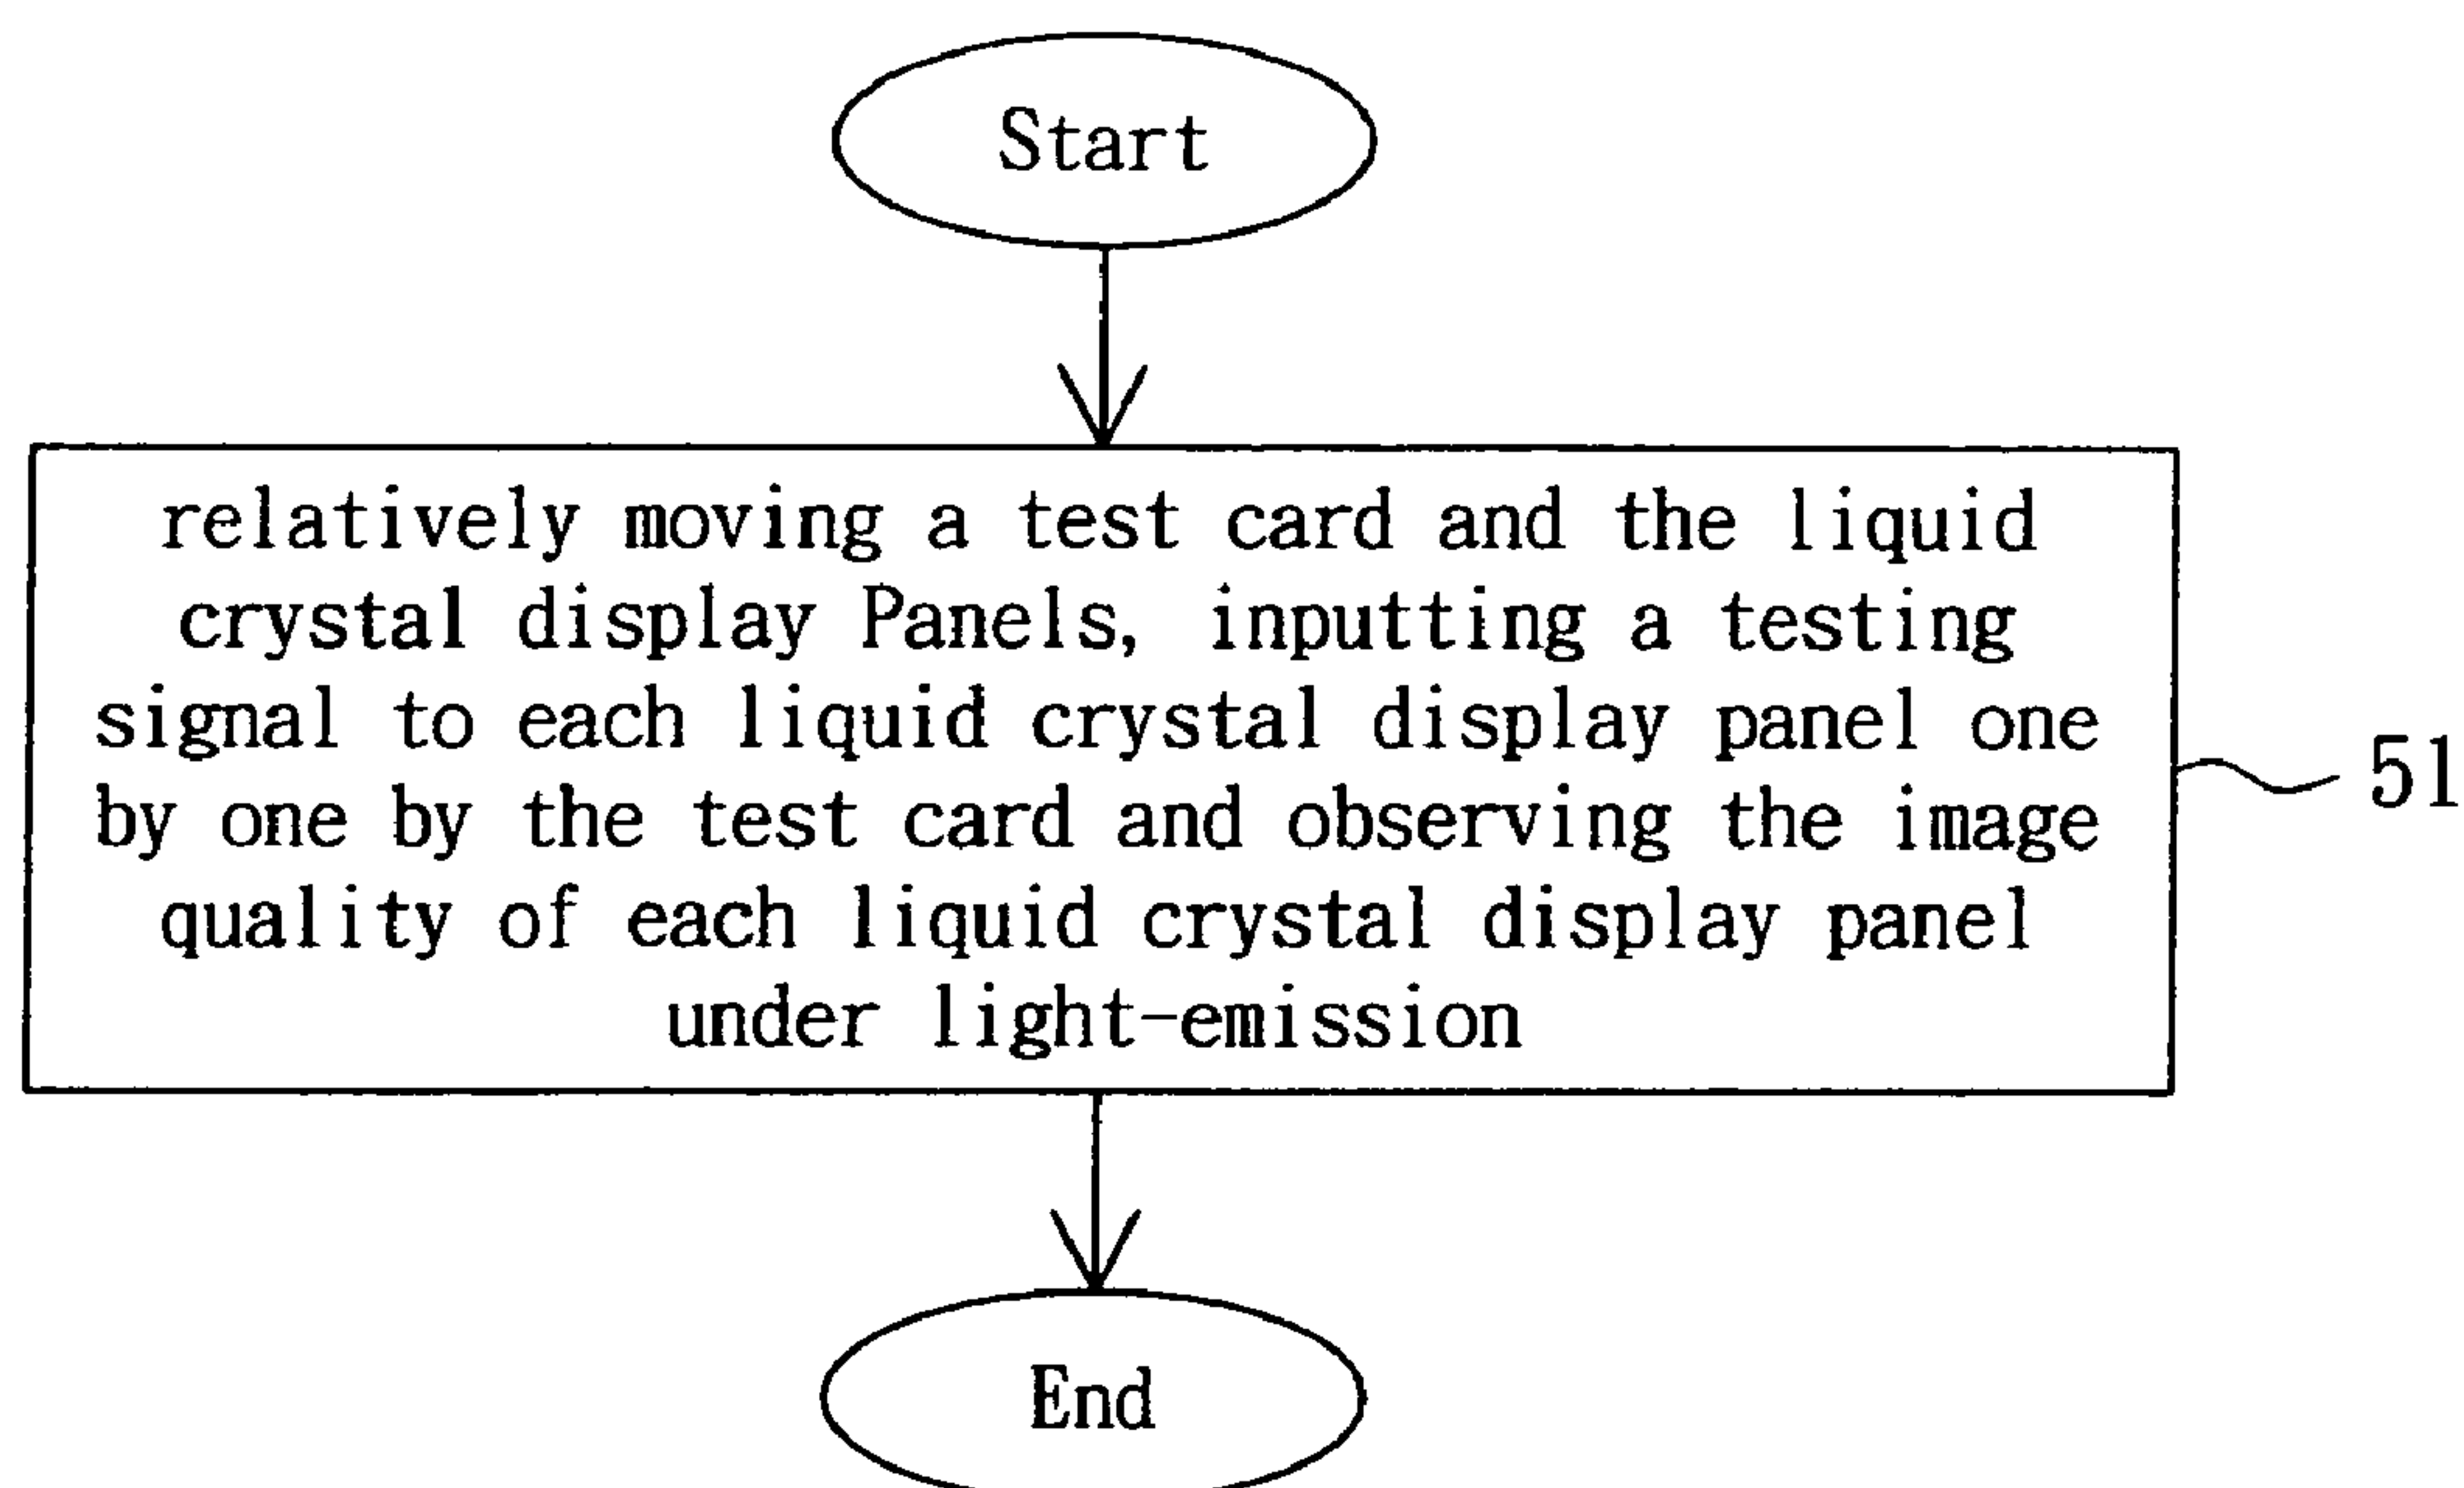 Start
relatively moving a test card and the liquid
crystal display Panels, inputting a testing
signal to each liquid crystal display panel one
by one by the test card and observing the image
quality of each liquid crystal display panel
under light-emission
51
End